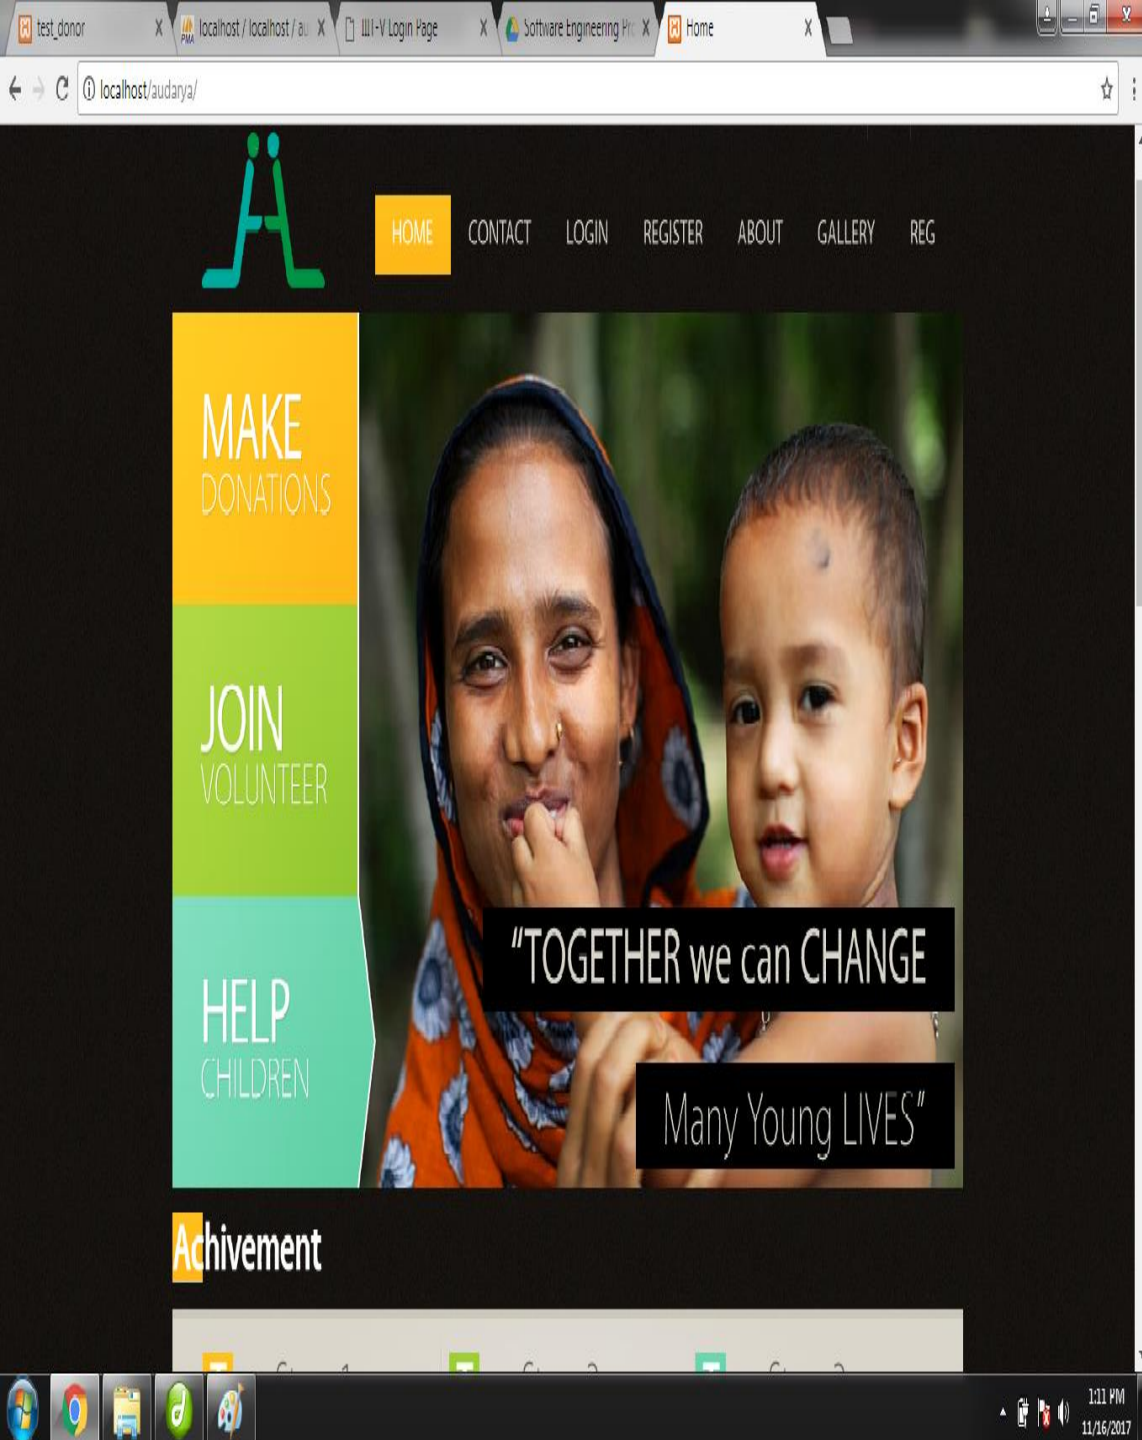 test_donor
localhost / localhost / au
IIIT-V Login Page
Software Engineering Pr
Home
localhost/audarya/
HOME CONTACT LOGIN REGISTER ABOUT GALLERY REG
MAKE
DONATIONS
JOIN
VOLUNTEER
HELP
CHILDREN
“TOGETHER we can CHANGE
Many Young LIVES”
Achivement
1:11 PM
11/16/2017